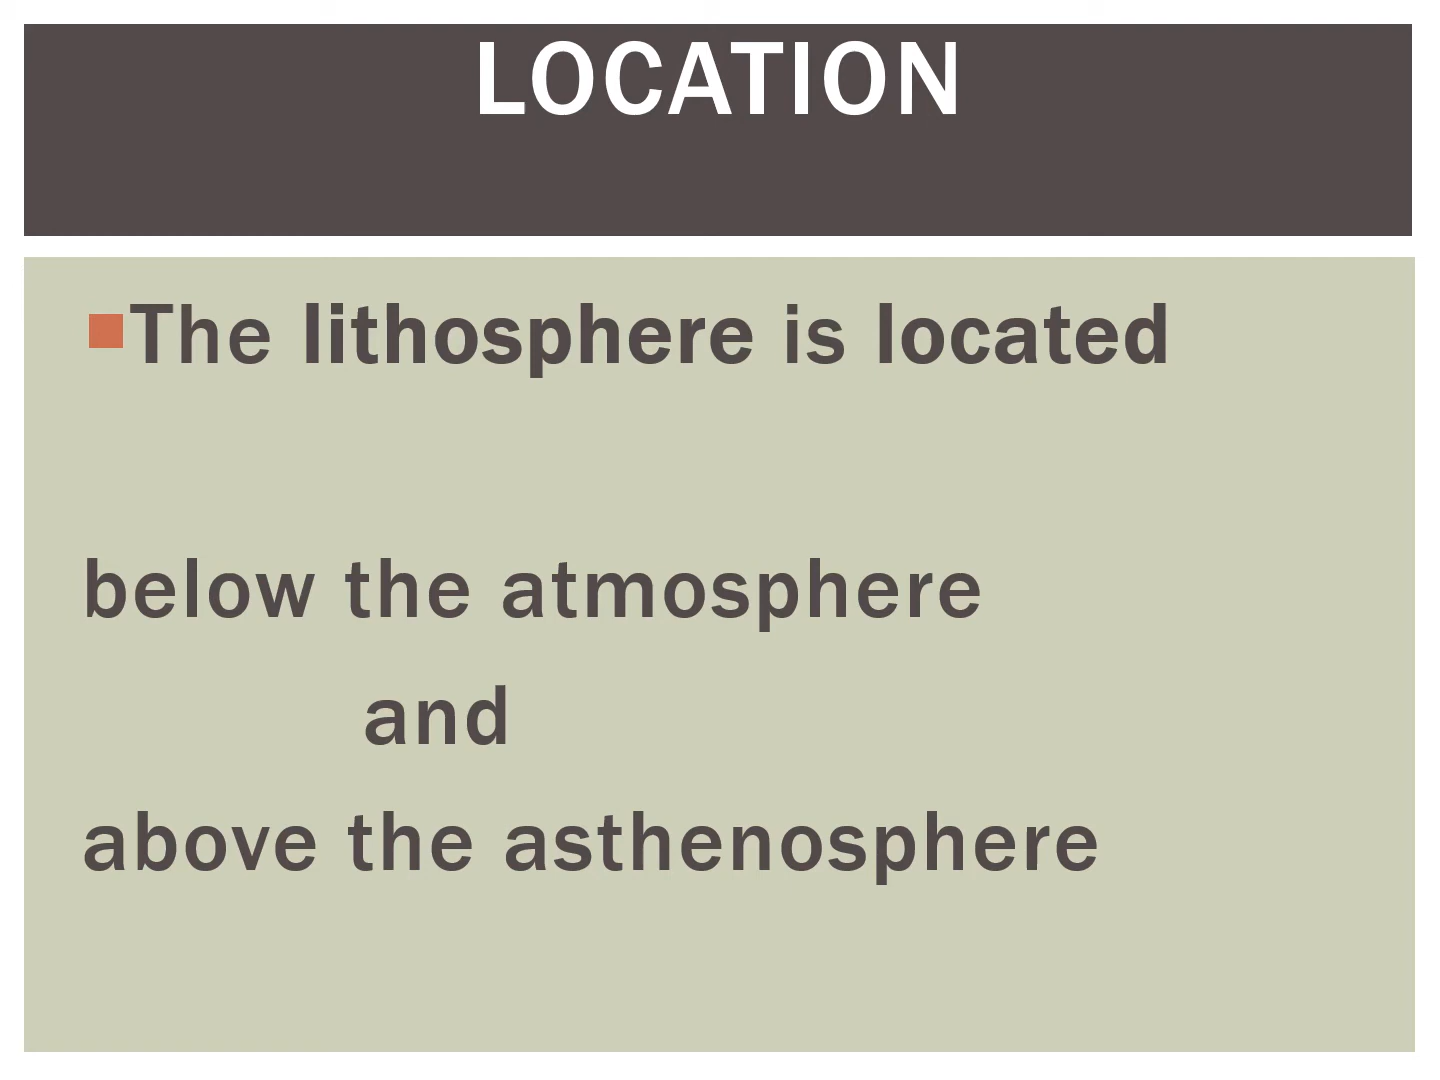 LOCATION
The lithosphere is located
below the atmosphere
and
above the asthenosphere